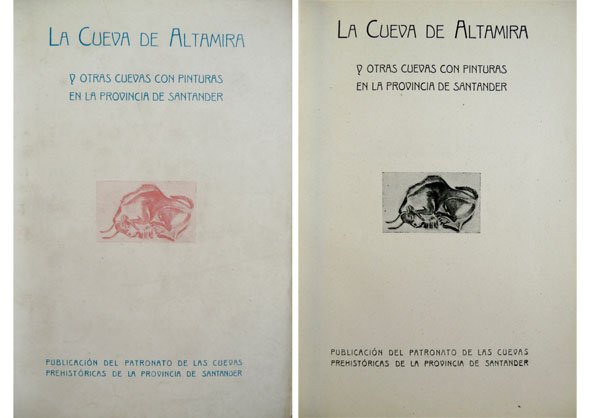 LA CUEVA DE ALTAMIRA
Y OTRAS CUEVAS CON PINTURAS
EN LA PROVINCIA DE SANTANDER
PUBLICACIÓN DEL PATRONATO DE LAS CUEVAS
PREHISTÓRICAS DE LA PROVINCIA DE SANTANDER
LA CUEVA DE ALTAMIRA
Y OTRAS CUEVAS CON PINTURAS
EN LA PROVINCIA DE SANTANDER
PUBLICACIÓN DEL PATRONATO DE LAS CUEVAS
PREHISTÓRICAS DE LA PROVINCIA DE SANTANDER